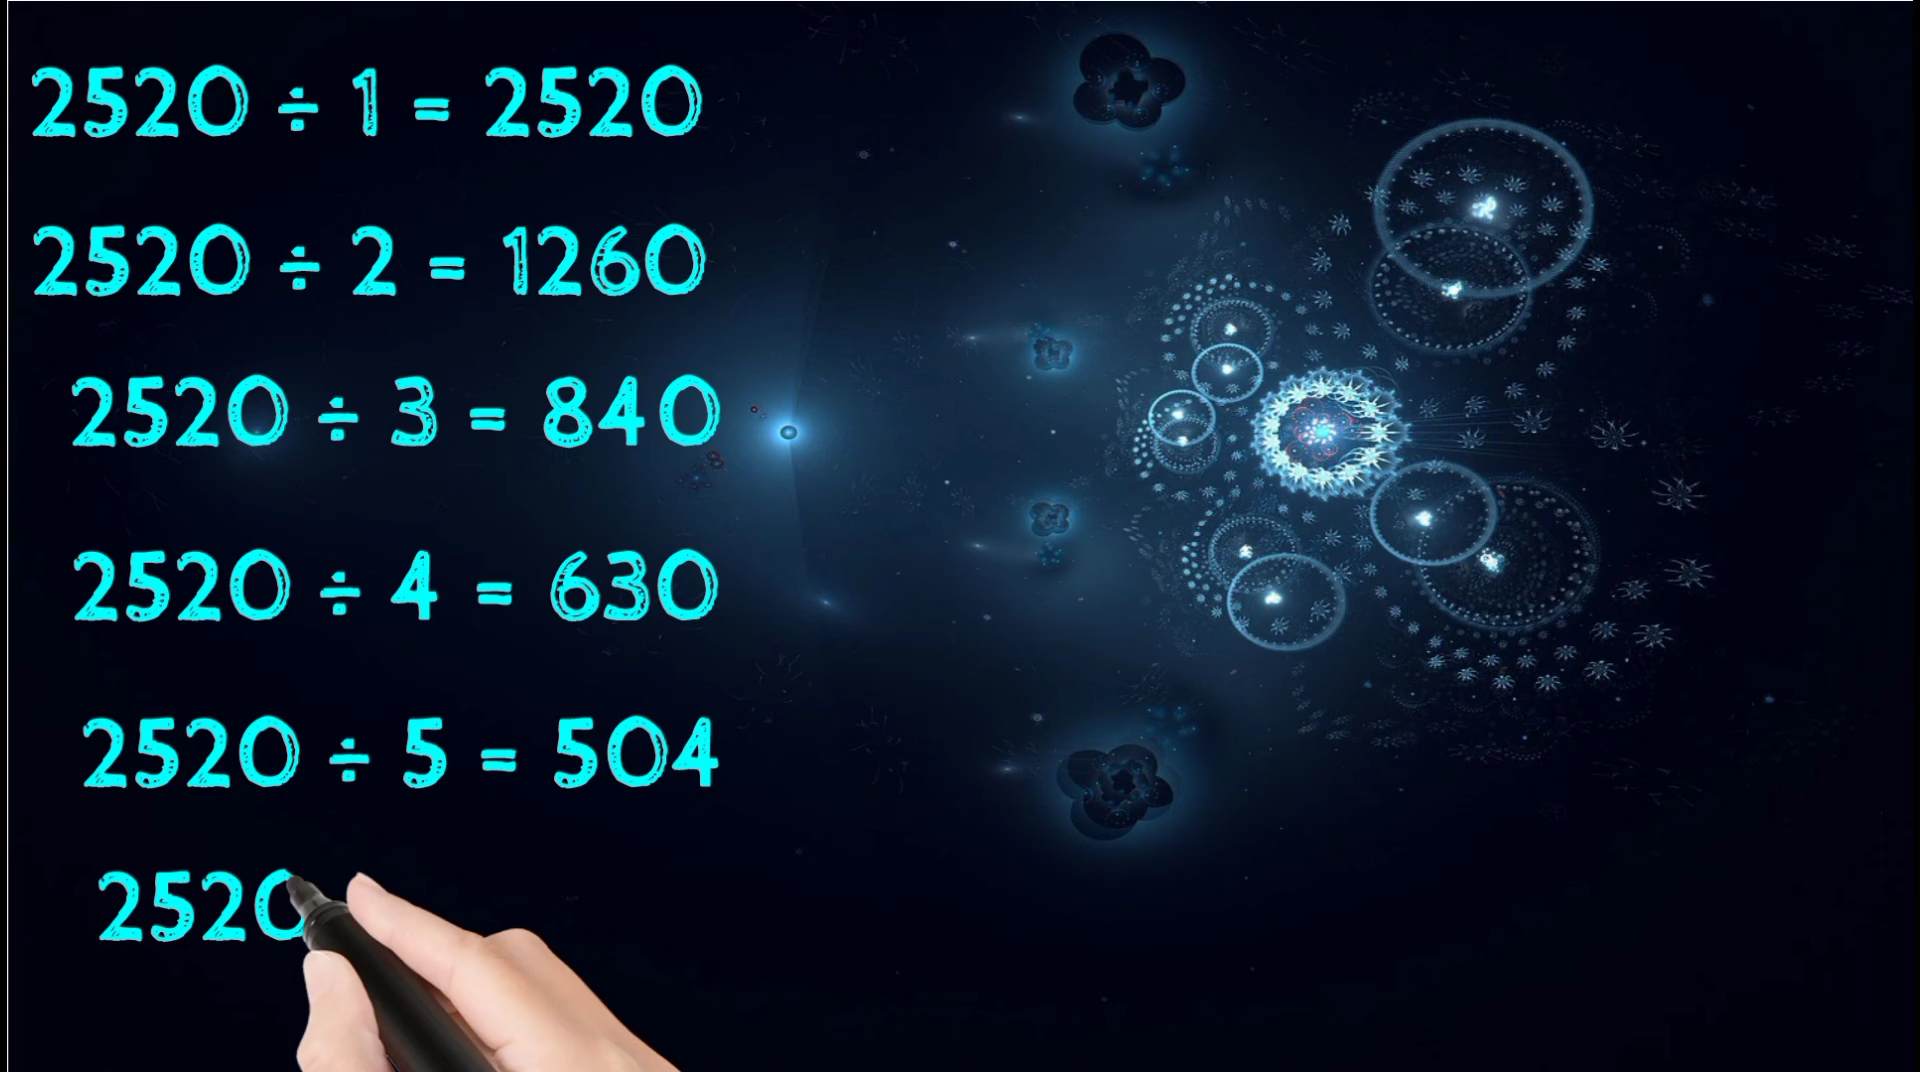 2520 ÷ 1 = 2520
2520 ÷ 2 = 1260
2520 ÷ 3 = 840
2520 ÷ 4 = 630
2520 ÷ 5 = 504
2520